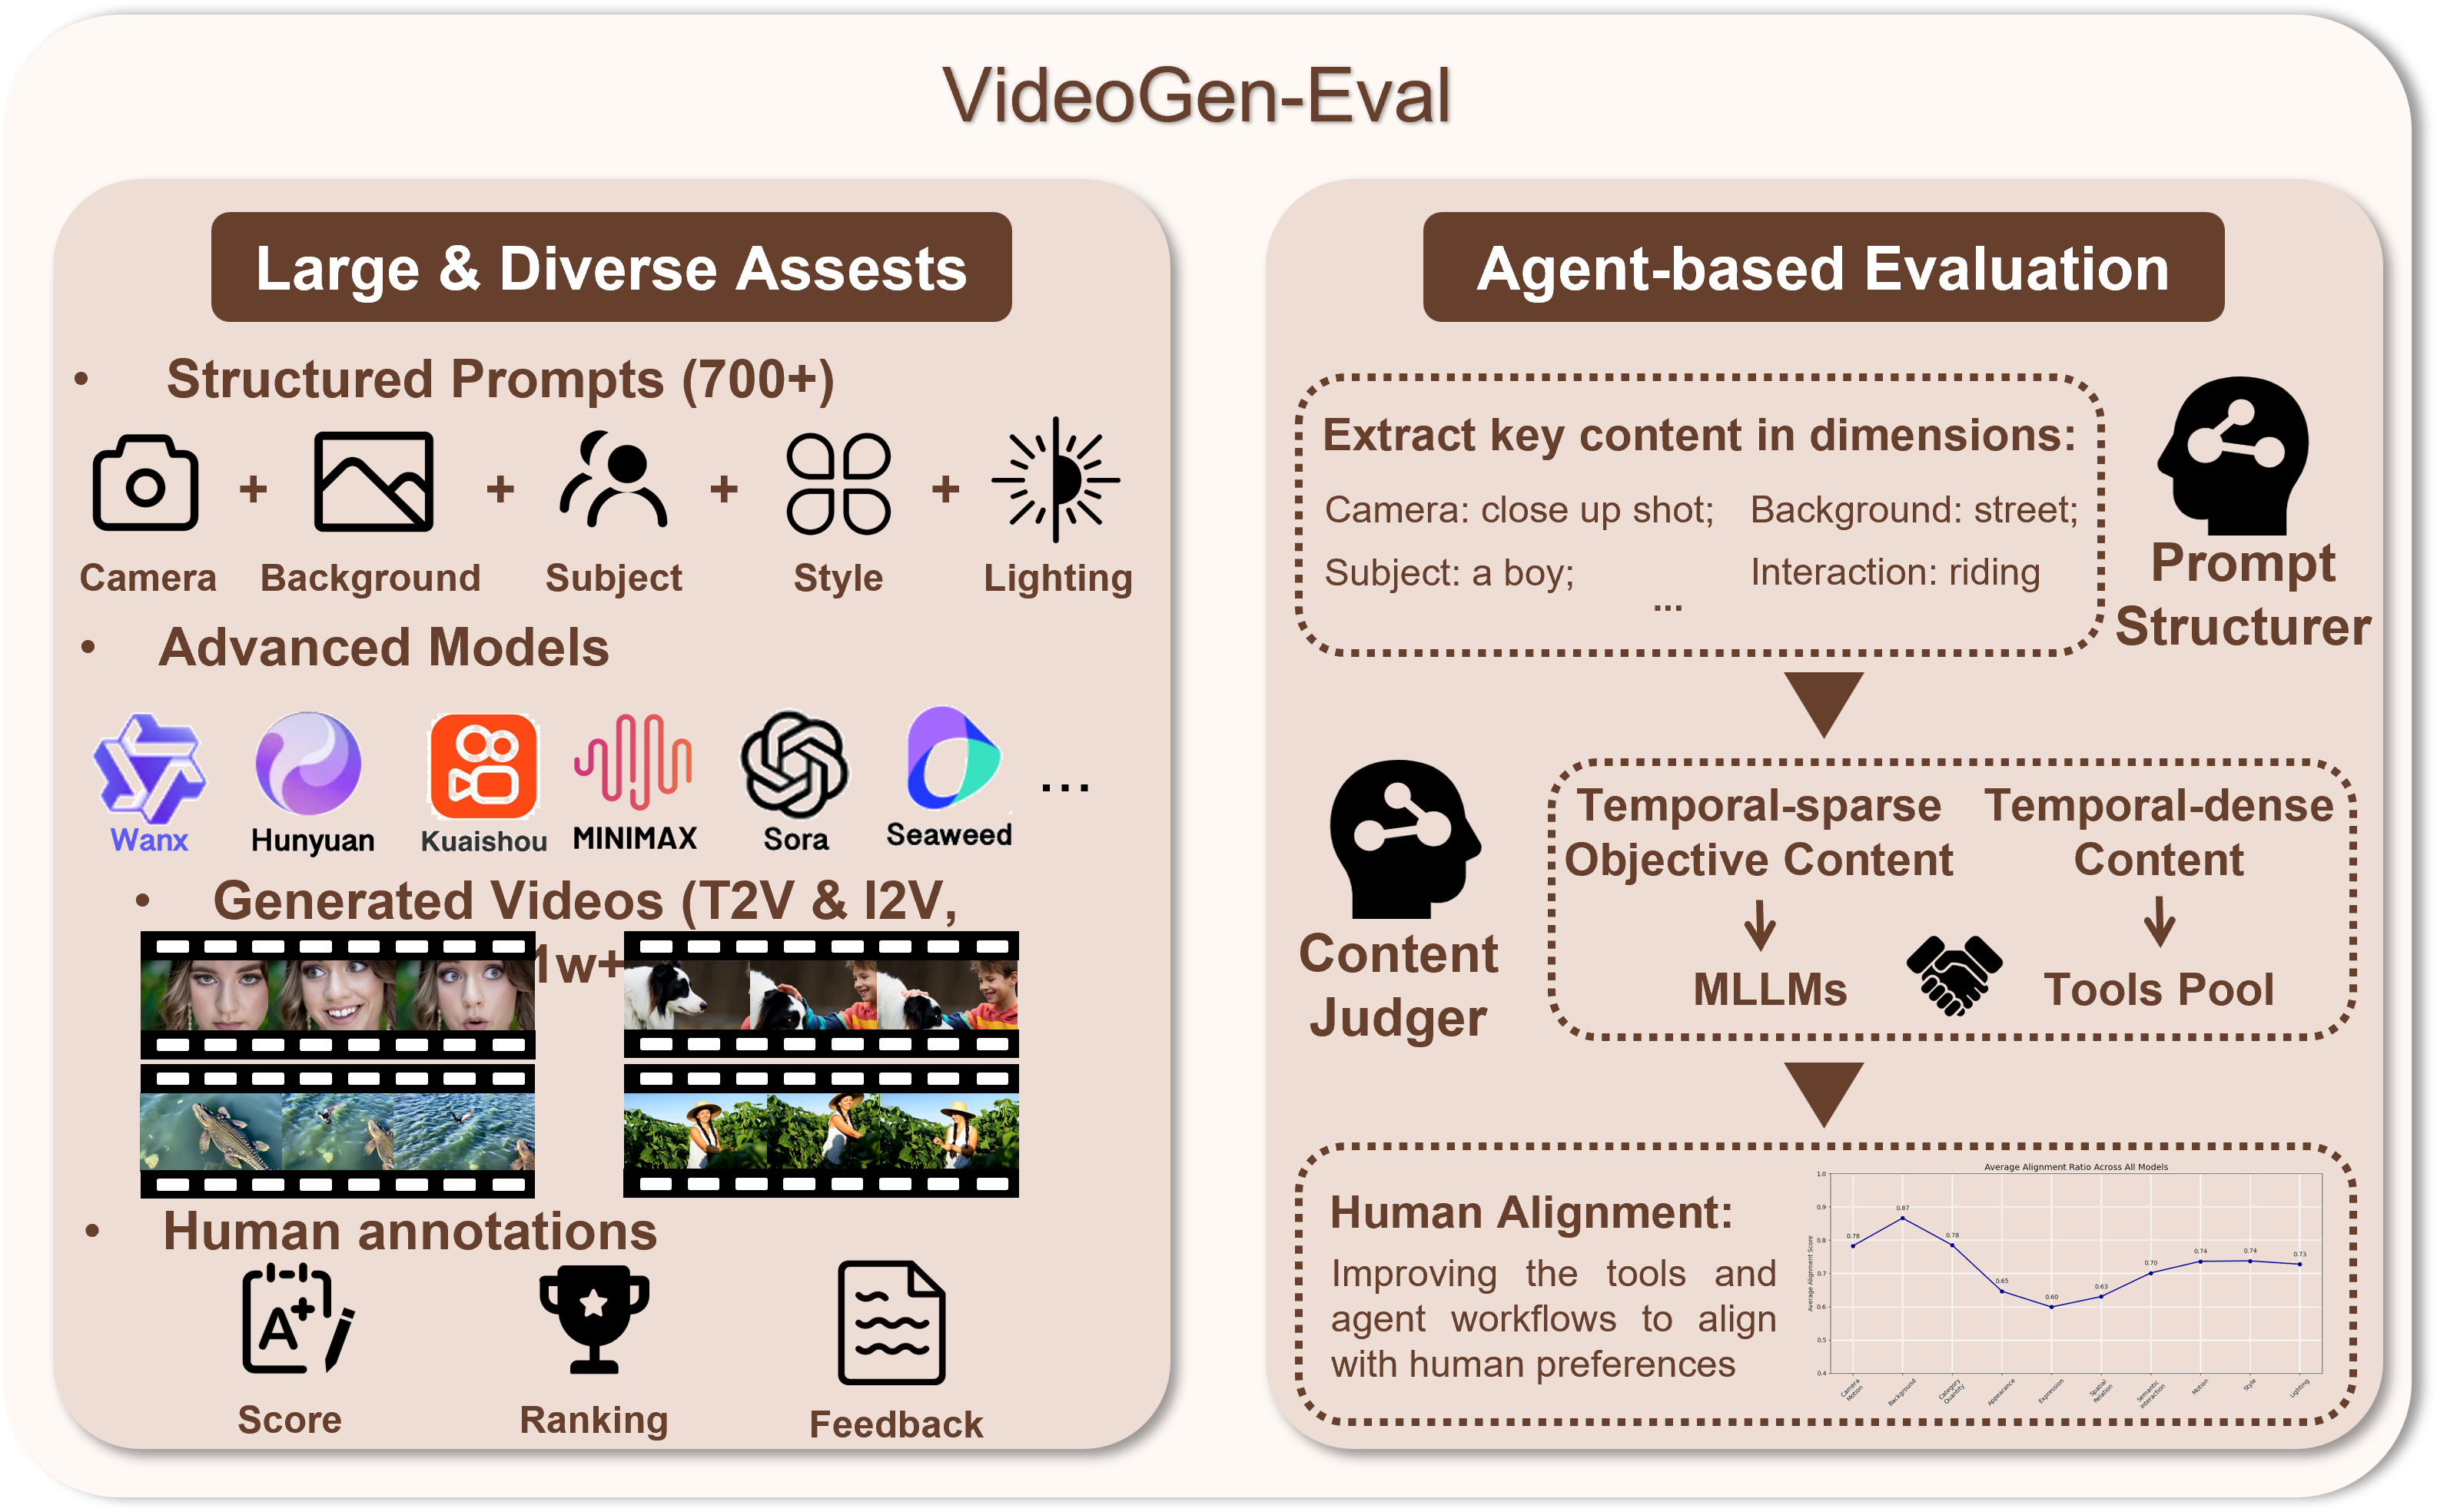 VideoGen-Eval
Large & Diverse Assests
• Structured Prompts (700+)
+ + + +
Camera Background Subject Style Lighting
• Advanced Models
Wanx Hunyuan Kuaishou MINIMAX Sora Seaweed ...
• Generated Videos (T2V & I2V,
1w+
• Human annotations
A+
Score Ranking Feedback
Agent-based Evaluation
Extract key content in dimensions:
Camera: close up shot; Background: street;
Subject: a boy; Interaction: riding
...
Prompt
Structurer
Content
Judger
Temporal-sparse
Objective Content
Temporal-dense
Content
MLLMs
Tools Pool
Human Alignment:
Improving the tools and
agent workflows to align
with human preferences
Average Alignment Ratio Across All Models
Average Alignment Score
1.0
0.9
0.8
0.7
0.6
0.5
0.4
0.78
0.87
0.78
0.65
0.60
0.63
0.70
0.74
0.74
0.73
Camera
Motion
Background
Category
Quantity
Appearance
Expression
Spatial
Relation
Semantic
Interaction
Motion
Style
Lighting